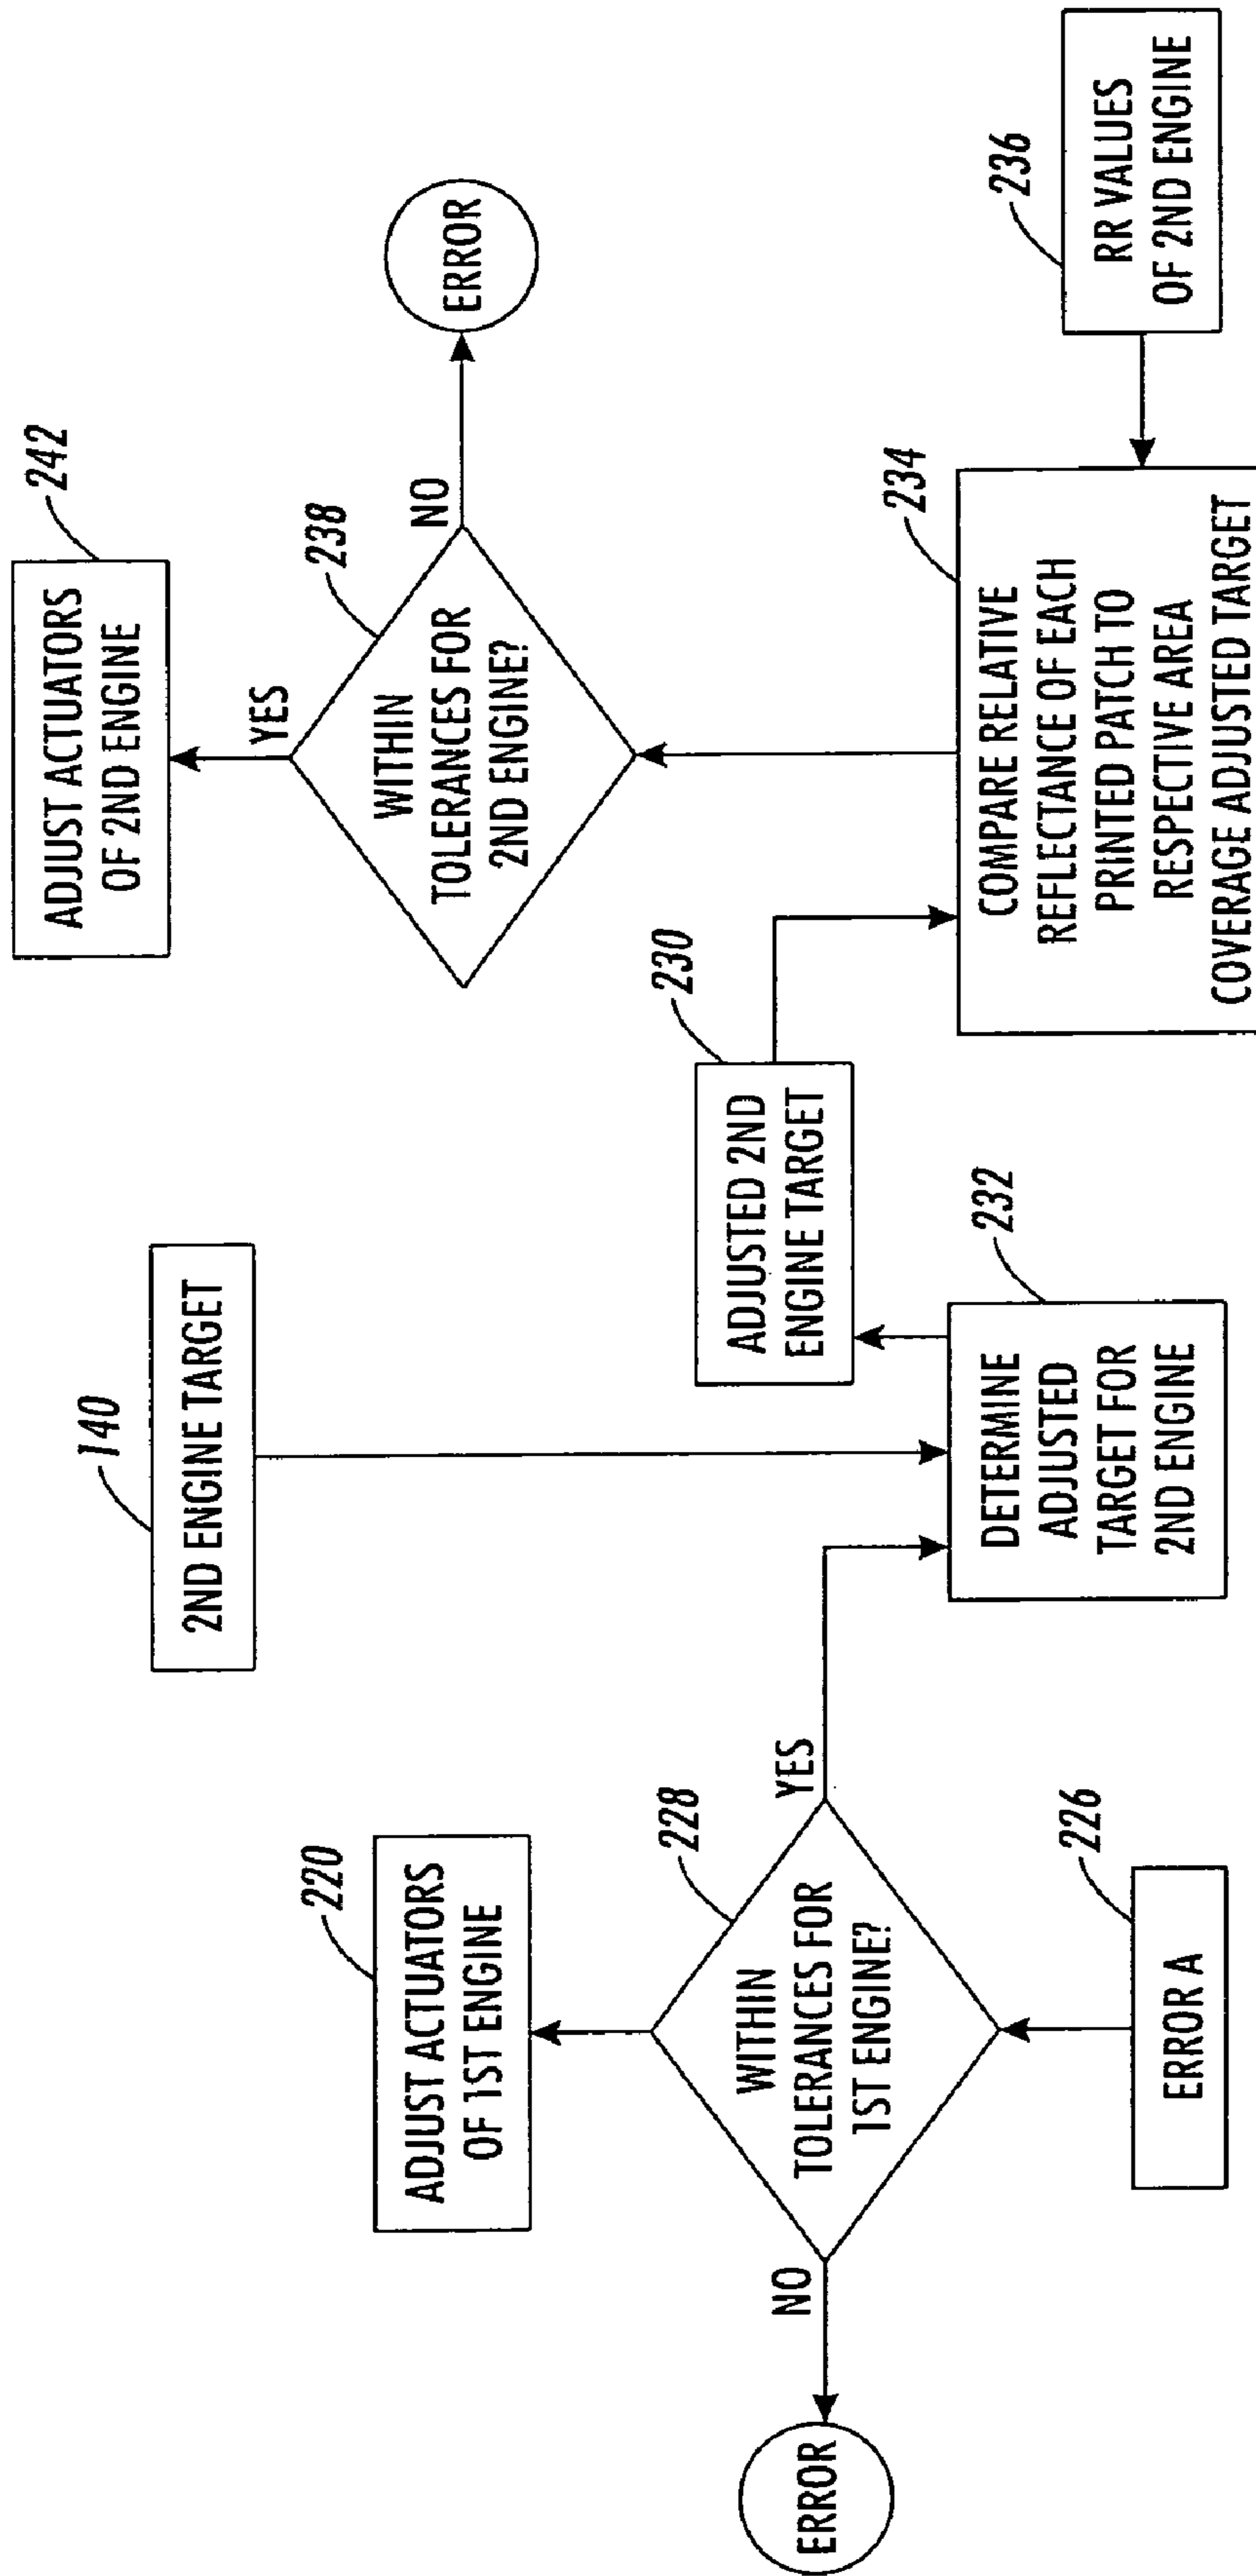 220
ADJUST ACTUATORS
OF 1ST ENGINE
228
WITHIN
TOLERANCES FOR
1ST ENGINE?
NO
YES
ERROR
226
ERROR A
140
2ND ENGINE TARGET
232
DETERMINE
ADJUSTED
TARGET FOR
2ND ENGINE
230
ADJUSTED 2ND
ENGINE TARGET
242
ADJUST ACTUATORS
OF 2ND ENGINE
YES
238
WITHIN
TOLERANCES FOR
2ND ENGINE?
NO
ERROR
234
COMPARE RELATIVE
REFLECTANCE OF EACH
PRINTED PATCH TO
RESPECTIVE AREA
COVERAGE ADJUSTED TARGET
236
RR VALUES
OF 2ND ENGINE